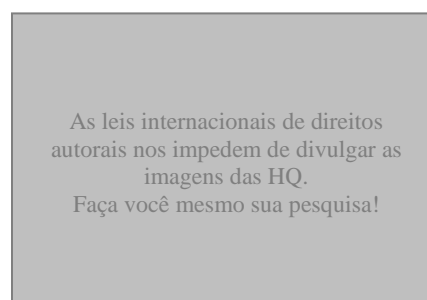 As leis internacionais de direitos
autorais nos impedem de divulgar as
imagens das HQ.
Faça você mesmo sua pesquisa!